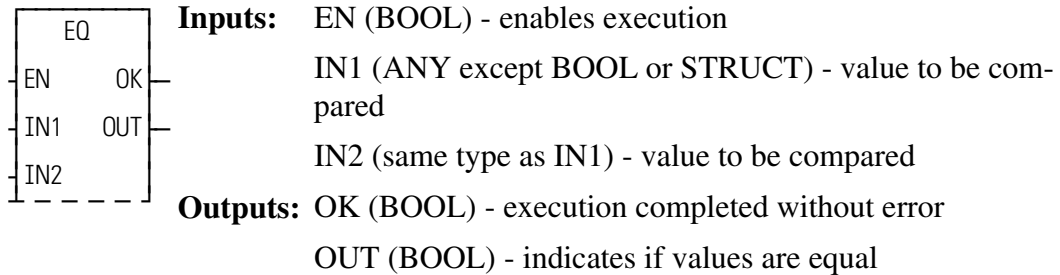 EQ
EN OK
IN1 OUT
IN2
Inputs: EN (BOOL) - enables execution
IN1 (ANY except BOOL or STRUCT) - value to be com-
pared
IN2 (same type as IN1) - value to be compared
Outputs: OK (BOOL) - execution completed without error
OUT (BOOL) - indicates if values are equal